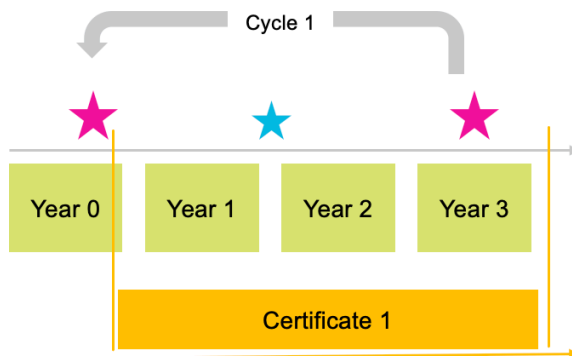 Cycle 1
Year 0
Year 1
Year 2
Year 3
Certificate 1